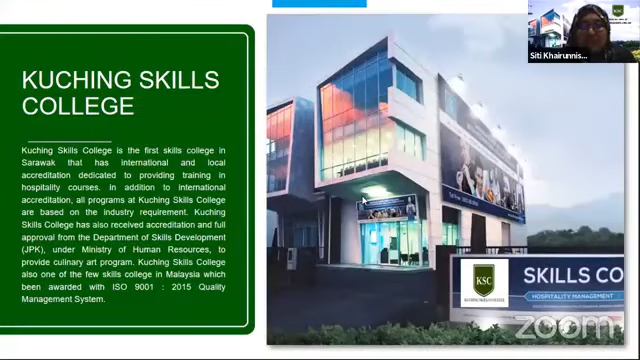 KUCHING SKILLS
COLLEGE
Kuching Skills College is the first skills college in
Sarawak that has international and local
accreditation dedicated to providing training in
hospitality courses. In addition to international
accreditation, all programs at Kuching Skills College
are based on the industry requirement. Kuching
Skills College has also received accreditation and full
approval from the Department of Skills Development
(JPK), under Ministry of Human Resources, to
provide culinary art program. Kuching Skills College
also one of the few skills college in Malaysia which
been awarded with ISO 9001 : 2015 Quality
Management System.
KSC
Siti Khairunnis...
KSC
KUCHING SKILLS COLLEGE
SKILLS CO
HOSPITALITY MANAGEMENT
zoom